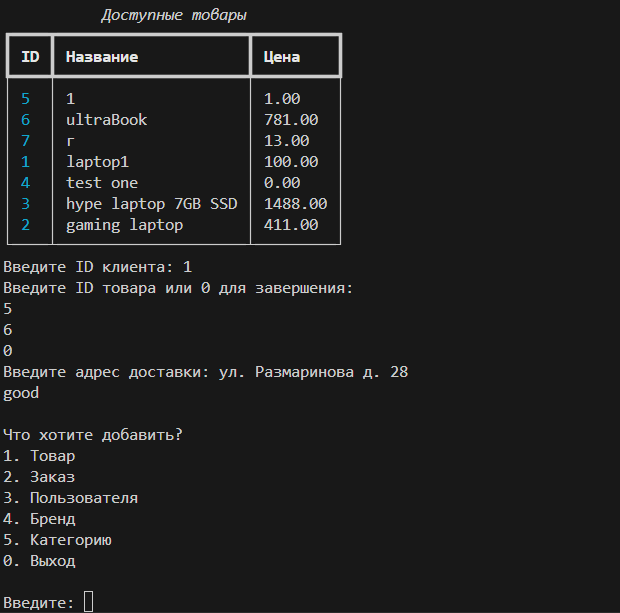 Доступные товары
ID Название Цена
5 1 1.00
6 ultraBook 781.00
7 r 13.00
1 laptop1 100.00
4 test one 0.00
3 hype laptop 7GB SSD 1488.00
2 gaming laptop 411.00
Введите ID клиента: 1
Введите ID товара или 0 для завершения:
5
6
0
Введите адрес доставки: ул. Размаринова д. 28
good
Что хотите добавить?
1. Товар
2. Заказ
3. Пользователя
4. Бренд
5. Категорию
0. Выход
Введите: